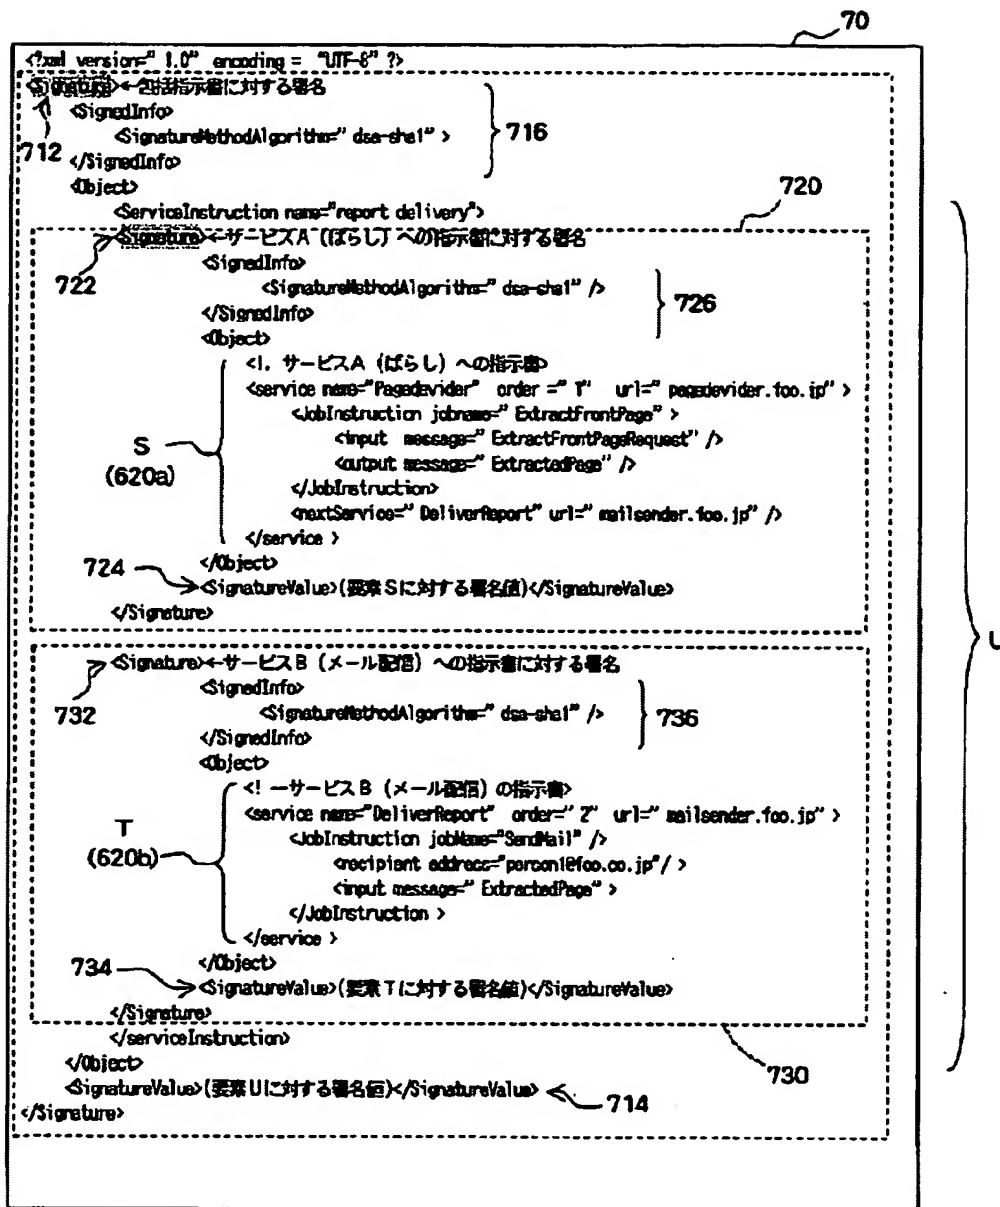 70
<?xml version=" 1.0" encoding = "UTF-8" ?>
<Signature>←包括指示書に対する署名
<SignedInfo>
<SignatureMethodAlgorithm=" dsa-sha1" >
716
712
</SignedInfo>
<Object>
720
<ServiceInstruction name="report delivery">
<Signature>←サービスA (ばらし) への指示書に対する署名
722
<SignedInfo>
<SignatureMethodAlgorithm=" dsa-sha1" />
726
</SignedInfo>
<Object>
<!. サービスA (ばらし) への指示書>
<service name="Pagedevider" order =" 1" url=" pagedevider.foo.jp" >
<JobInstruction jobname=" ExtractFrontPage" >
<input message=" ExtractFrontPageRequest" />
S
(620a)
<output message=" ExtractedPage" />
</JobInstruction>
<nextService=" DeliverReport" url=" mailsender.foo.jp" />
</service >
</Object>
724
<SignatureValue>(要素Sに対する署名値)</SignatureValue>
</Signature>
U
<Signature>←サービスB (メール配信) への指示書に対する署名
732
<SignedInfo>
<SignatureMethodAlgorithm=" dsa-sha1" />
736
</SignedInfo>
<Object>
<! ーサービスB (メール配信) の指示書>
<service name="DeliverReport" order=" 2" url=" mailsender.foo.jp" >
T
(620b)
<JobInstruction jobName="SendMail" />
<recipient address="person1@foo.co.jp"/ >
<input message=" ExtractedPage" >
</JobInstruction >
</service >
</Object>
734
<SignatureValue>(要素Tに対する署名値)</SignatureValue>
</Signature>
</serviceInstruction>
730
</Object>
<SignatureValue>(要素Uに対する署名値)</SignatureValue>
714
</Signature>